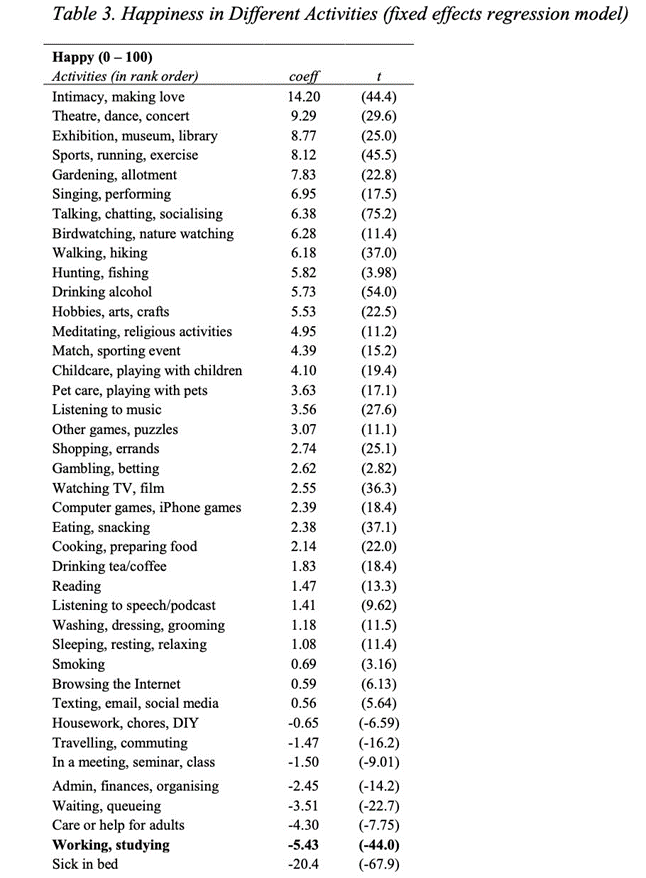 Table 3. Happiness in Different Activities (fixed effects regression model)
Happy (0 – 100)
Activities (in rank order) coeff t
Intimacy, making love 14.20 (44.4)
Theatre, dance, concert 9.29 (29.6)
Exhibition, museum, library 8.77 (25.0)
Sports, running, exercise 8.12 (45.5)
Gardening, allotment 7.83 (22.8)
Singing, performing 6.95 (17.5)
Talking, chatting, socialising 6.38 (75.2)
Birdwatching, nature watching 6.28 (11.4)
Walking, hiking 6.18 (37.0)
Hunting, fishing 5.82 (3.98)
Drinking alcohol 5.73 (54.0)
Hobbies, arts, crafts 5.53 (22.5)
Meditating, religious activities 4.95 (11.2)
Match, sporting event 4.39 (15.2)
Childcare, playing with children 4.10 (19.4)
Pet care, playing with pets 3.63 (17.1)
Listening to music 3.56 (27.6)
Other games, puzzles 3.07 (11.1)
Shopping, errands 2.74 (25.1)
Gambling, betting 2.62 (2.82)
Watching TV, film 2.55 (36.3)
Computer games, iPhone games 2.39 (18.4)
Eating, snacking 2.38 (37.1)
Cooking, preparing food 2.14 (22.0)
Drinking tea/coffee 1.83 (18.4)
Reading 1.47 (13.3)
Listening to speech/podcast 1.41 (9.62)
Washing, dressing, grooming 1.18 (11.5)
Sleeping, resting, relaxing 1.08 (11.4)
Smoking 0.69 (3.16)
Browsing the Internet 0.59 (6.13)
Texting, email, social media 0.56 (5.64)
Housework, chores, DIY -0.65 (-6.59)
Travelling, commuting -1.47 (-16.2)
In a meeting, seminar, class -1.50 (-9.01)
Admin, finances, organising -2.45 (-14.2)
Waiting, queueing -3.51 (-22.7)
Care or help for adults -4.30 (-7.75)
Working, studying -5.43 (-44.0)
Sick in bed -20.4 (-67.9)